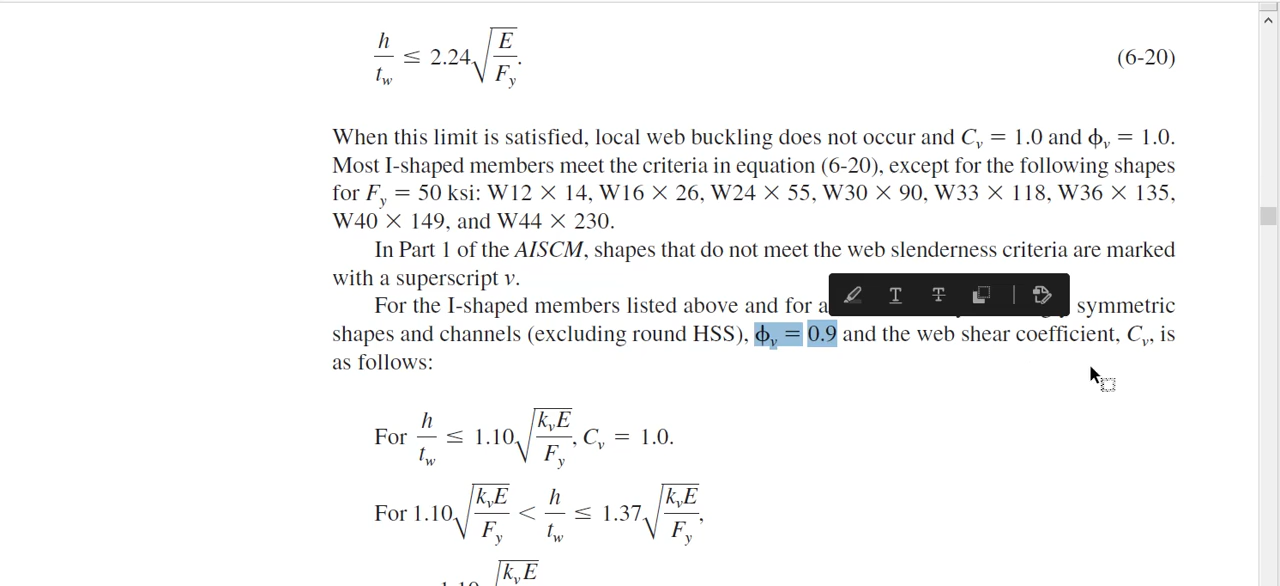 h/t_w ≤ 2.24√(E/F_y). (6-20)
When this limit is satisfied, local web buckling does not occur and C_v = 1.0 and ϕ_v = 1.0.
Most I-shaped members meet the criteria in equation (6-20), except for the following shapes
for F_y = 50 ksi: W12 × 14, W16 × 26, W24 × 55, W30 × 90, W33 × 118, W36 × 135,
W40 × 149, and W44 × 230.
In Part 1 of the AISCM, shapes that do not meet the web slenderness criteria are marked
with a superscript v.
For the I-shaped members listed above and for a symmetric
shapes and channels (excluding round HSS), ϕ_v = 0.9 and the web shear coefficient, C_v, is
as follows:
For h/t_w ≤ 1.10√(k_vE/F_y), C_v = 1.0.
For 1.10√(k_vE/F_y) < h/t_w ≤ 1.37√(k_vE/F_y),
√k_vE